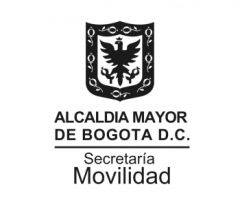 ALCALDIA MAYOR
DE BOGOTA D.C.
Secretaría
Movilidad